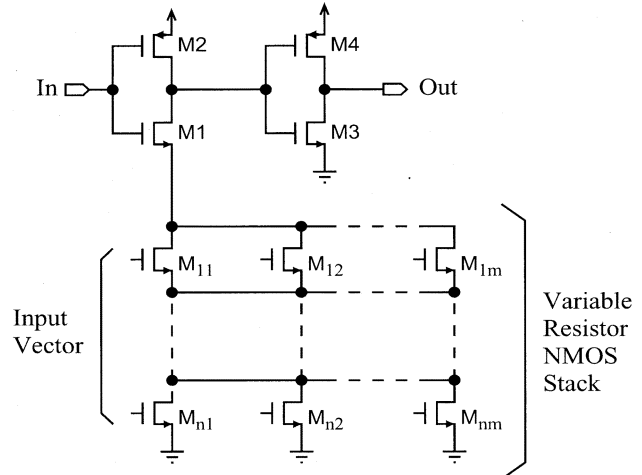 M2
M4
In
Out
M1
M3
M11
M12
M1m
Input
Vector
Variable
Resistor
NMOS
Stack
Mn1
Mn2
Mnm